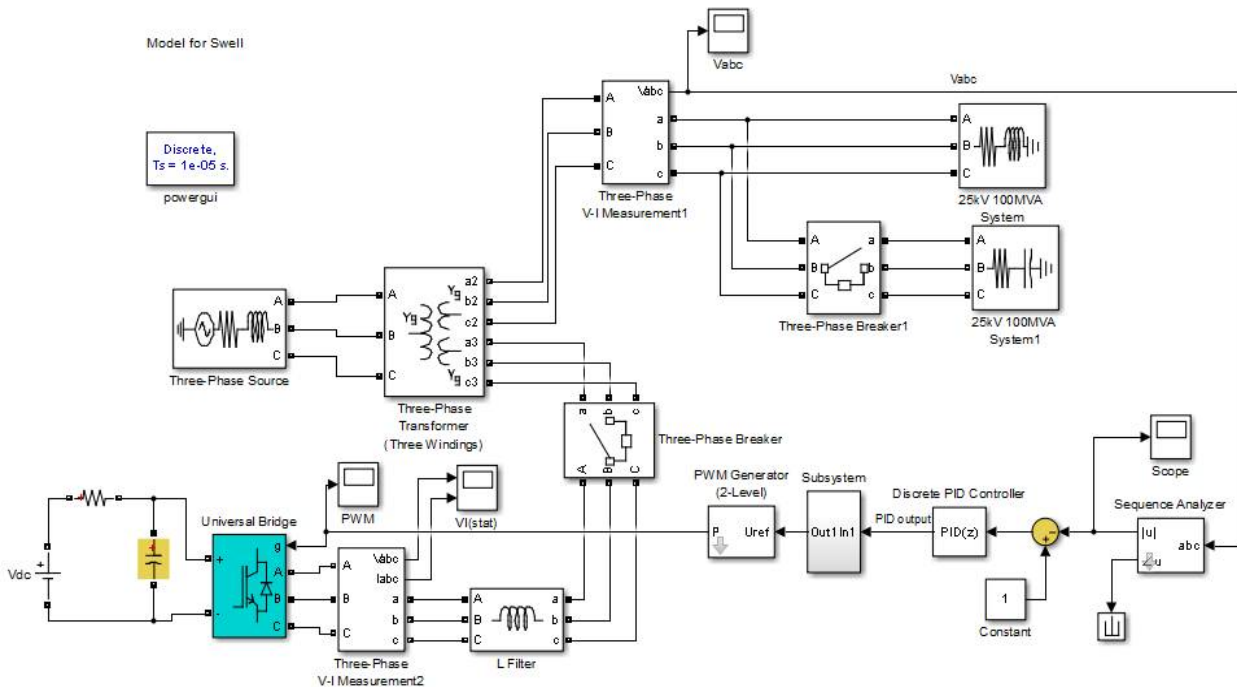 Model for Swell
Discrete,
Ts = 1e-05 s.
powergui
Vabc
Vabc
A
B
C
Vabc
a
b
c
Three-Phase
V-I Measurement1
A
B
C
25kV 100MVA
System
A
B
C
a
b
c
Three-Phase Breaker1
A
B
C
25kV 100MVA
System1
A
B
C
Three-Phase Source
A
B
C
Yg
Yg
Yg
a2
b2
c2
a3
b3
c3
Three-Phase
Transformer
(Three Windings)
a
b
c
A
B
C
Three-Phase Breaker
Scope
Sequence Analyzer
|u|
abc
Discrete PID Controller
PID output
PID(z)
-
+
1
Constant
Subsystem
Out1 In1
PWM Generator
(2-Level)
P
Uref
PWM
VI(stat)
Vdc
+
+
+
Universal Bridge
g
+
-
A
B
C
A
B
C
Vabc
Iabc
a
b
c
Three-Phase
V-I Measurement2
A
B
C
a
b
c
L Filter